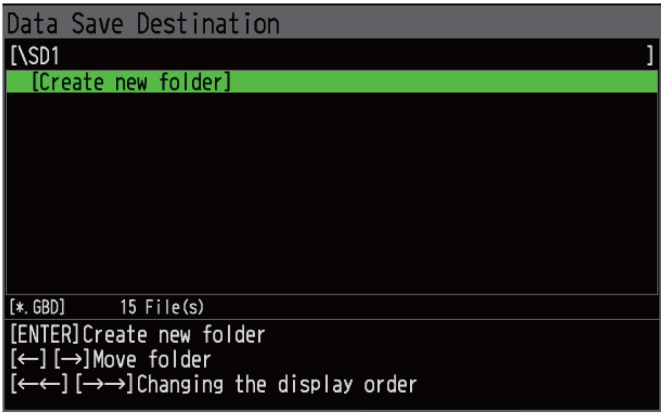 Data Save Destination
[\SD1 ]
[Create new folder]
[*.GBD] 15 File(s)
[ENTER]Create new folder
[←][→]Move folder
[←←][→→]Changing the display order